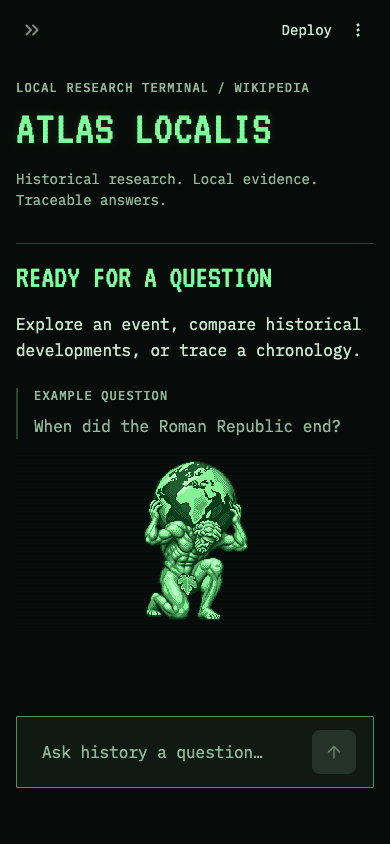 Deploy
LOCAL RESEARCH TERMINAL / WIKIPEDIA
ATLAS LOCALIS
Historical research. Local evidence.
Traceable answers.
READY FOR A QUESTION
Explore an event, compare historical
developments, or trace a chronology.
EXAMPLE QUESTION
When did the Roman Republic end?
Ask history a question…